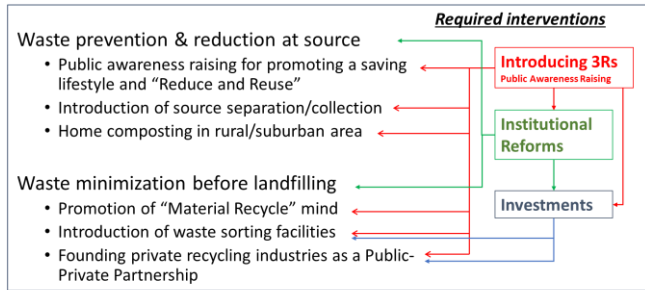 Required interventions
Waste prevention & reduction at source
• Public awareness raising for promoting a saving
lifestyle and “Reduce and Reuse”
• Introduction of source separation/collection
• Home composting in rural/suburban area
Waste minimization before landfilling
• Promotion of “Material Recycle” mind
• Introduction of waste sorting facilities
• Founding private recycling industries as a Public-
Private Partnership
Introducing 3Rs
Public Awareness Raising
Institutional
Reforms
Investments